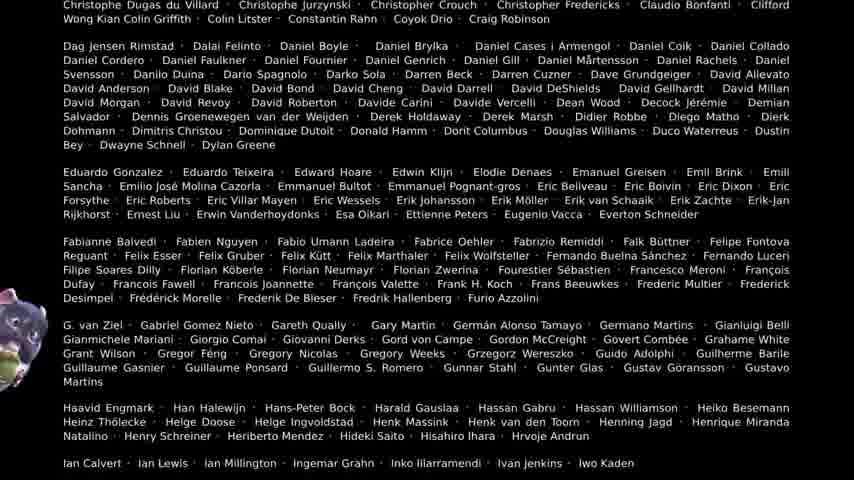 Christophe Dugas du Villard · Christophe Jurzynski · Christopher Crouch · Christopher Fredericks · Claudio Bonfanti · Clifford
Wong Kian Colin Griffith · Colin Litster · Constantin Rahn · Coyok Drio · Craig Robinson
Dag Jensen Rimstad · Dalai Felinto · Daniel Boyle · Daniel Brylka · Daniel Cases i Armengol · Daniel Coik · Daniel Collado
Daniel Cordero · Daniel Faulkner · Daniel Fournier · Daniel Genrich · Daniel Gill · Daniel Mårtensson · Daniel Rachels · Daniel
Svensson · Danilo Duina · Dario Spagnolo · Darko Sola · Darren Beck · Darren Cuzner · Dave Grundgeiger · David Allevato
David Anderson · David Blake · David Bond · David Cheng · David Darrell · David DeShields · David Gellhardt · David Millan
David Morgan · David Revoy · David Roberton · Davide Carini · Davide Vercelli · Dean Wood · Decock Jérémie · Demian
Salvador · Dennis Groenewegen van der Weijden · Derek Holdaway · Derek Marsh · Didier Robbe · Diego Matho · Dierk
Dohmann · Dimitris Christou · Dominique Dutoit · Donald Hamm · Dorit Columbus · Douglas Williams · Duco Waterreus · Dustin
Bey · Dwayne Schnell · Dylan Greene
Eduardo Gonzalez · Eduardo Teixeira · Edward Hoare · Edwin Klijn · Elodie Denaes · Emanuel Greisen · Emil Brink · Emili
Sancha · Emilio José Molina Cazorla · Emmanuel Bultot · Emmanuel Pognant-gros · Eric Beliveau · Eric Boivin · Eric Dixon · Eric
Forsythe · Eric Roberts · Eric Villar Mayen · Eric Wessels · Erik Johansson · Erik Möller · Erik van Schaaik · Erik Zachte · Erik-Jan
Rijkhorst · Ernest Liu · Erwin Vanderhoydonks · Esa Oikari · Ettienne Peters · Eugenio Vacca · Everton Schneider
Fabianne Balvedi · Fabien Nguyen · Fabio Umann Ladeira · Fabrice Oehler · Fabrizio Remiddi · Falk Büttner · Felipe Fontova
Reguant · Felix Esser · Felix Gruber · Felix Kütt · Felix Marthaler · Felix Wolfsteller · Fernando Buelna Sánchez · Fernando Luceri
Filipe Soares Dilly · Florian Köberle · Florian Neumayr · Florian Zwerina · Fourestier Sébastien · Francesco Meroni · François
Dufay · Francois Fawell · Francois Joannette · François Valette · Frank H. Koch · Frans Beeuwkes · Frederic Multier · Frederick
Desimpel · Frédérick Morelle · Frederik De Bleser · Fredrik Hallenberg · Furio Azzolini
G. van Ziel · Gabriel Gomez Nieto · Gareth Qually · Gary Martin · Germán Alonso Tamayo · Germano Martins · Gianluigi Belli
Gianmichele Mariani · Giorgio Comai · Giovanni Derks · Gord von Campe · Gordon McCreight · Govert Combée · Grahame White
Grant Wilson · Gregor Féng · Gregory Nicolas · Gregory Weeks · Grzegorz Wereszko · Guido Adolphi · Guilherme Barile
Guillaume Gasnier · Guillaume Ponsard · Guillermo S. Romero · Gunnar Stahl · Gunter Glas · Gustav Göransson · Gustavo
Martins
Haavid Engmark · Han Halewijn · Hans-Peter Bock · Harald Gauslaa · Hassan Gabru · Hassan Williamson · Heiko Besemann
Heinz Thölecke · Helge Doose · Helge Ingvoldstad · Henk Massink · Henk van den Toorn · Henning Jagd · Henrique Miranda
Natalino · Henry Schreiner · Heriberto Mendez · Hideki Saito · Hisahiro Ihara · Hrvoje Andrun
Ian Calvert · Ian Lewis · Ian Millington · Ingemar Grahn · Inko Illarramendi · Ivan Jenkins · Iwo Kaden